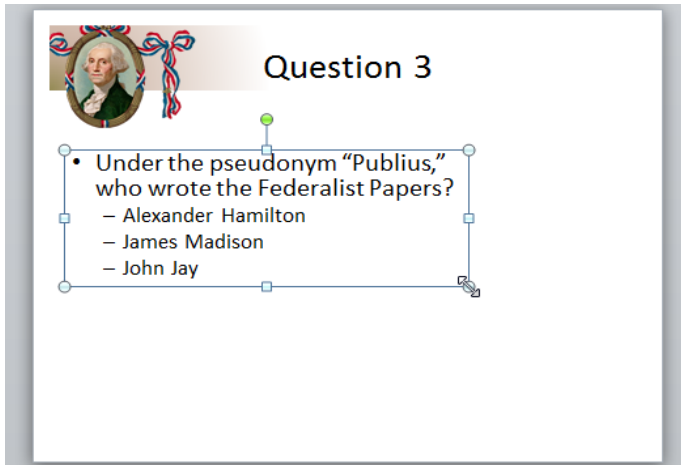 Question 3
• Under the pseudonym “Publius,”
who wrote the Federalist Papers?
– Alexander Hamilton
– James Madison
– John Jay